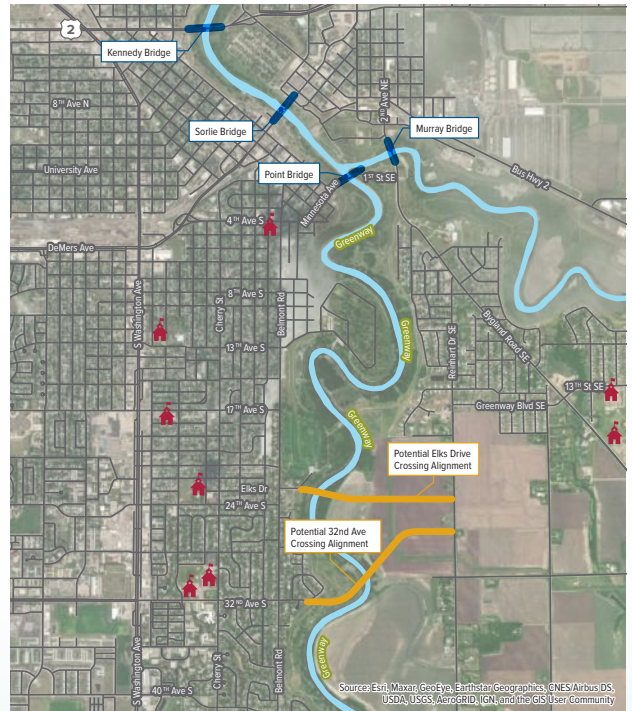 2
Kennedy Bridge
8TH Ave N
2ND Ave NE
Sorlie Bridge
Murray Bridge
University Ave
Point Bridge
1ST St SE
Bus Hwy 2
Minnesota Ave
4TH Ave S
Greenway
DeMers Ave
S Washington Ave
Cherry St
8TH Ave S
Belmont Rd
Greenway
Reinhart Dr SE
Bygland Road SE
13TH Ave S
13TH St SE
17TH Ave S
Greenway
Greenway Blvd SE
Potential Elks Drive
Crossing Alignment
Elks Dr
24TH Ave S
Potential 32nd Ave
Crossing Alignment
32ND Ave S
S Washington Ave
Cherry St
Belmont Rd
Greenway
40TH Ave S
Source: Esri, Maxar, GeoEye, Earthstar Geographics, CNES/Airbus DS,
USDA, USGS, AeroGRID, IGN, and the GIS User Community